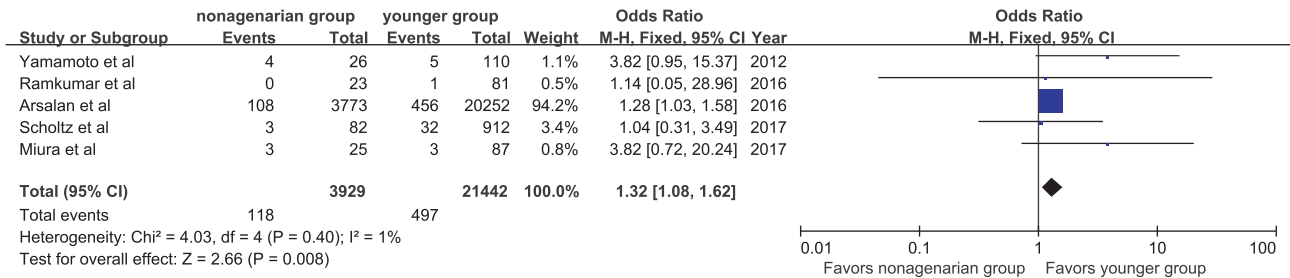 nonagenarian group younger group Odds Ratio Odds Ratio
Study or Subgroup Events Total Events Total Weight M-H, Fixed, 95% CI Year M-H, Fixed, 95% CI
Yamamoto et al 4 26 5 110 1.1% 3.82 [0.95, 15.37] 2012
Ramkumar et al 0 23 1 81 0.5% 1.14 [0.05, 28.96] 2016
Arsalan et al 108 3773 456 20252 94.2% 1.28 [1.03, 1.58] 2016
Scholtz et al 3 82 32 912 3.4% 1.04 [0.31, 3.49] 2017
Miura et al 3 25 3 87 0.8% 3.82 [0.72, 20.24] 2017
Total (95% CI) 3929 21442 100.0% 1.32 [1.08, 1.62]
Total events 118 497
Heterogeneity: Chi² = 4.03, df = 4 (P = 0.40); I² = 1%
Test for overall effect: Z = 2.66 (P = 0.008)
0.01 0.1 1 10 100
Favors nonagenarian group Favors younger group